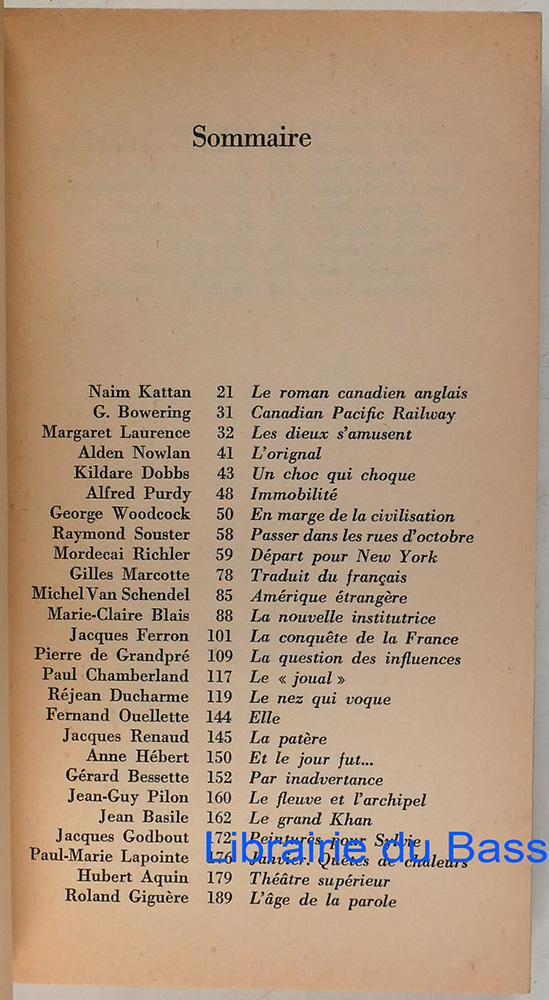 Sommaire
Naim Kattan 21 Le roman canadien anglais
G. Bowering 31 Canadian Pacific Railway
Margaret Laurence 32 Les dieux s'amusent
Alden Nowlan 41 L'orignal
Kildare Dobbs 43 Un choc qui choque
Alfred Purdy 48 Immobilité
George Woodcock 50 En marge de la civilisation
Raymond Souster 58 Passer dans les rues d'octobre
Mordecai Richler 59 Départ pour New York
Gilles Marcotte 78 Traduit du français
Michel Van Schendel 85 Amérique étrangère
Marie-Claire Blais 88 La nouvelle institutrice
Jacques Ferron 101 La conquête de la France
Pierre de Grandpré 109 La question des influences
Paul Chamberland 117 Le « joual »
Réjean Ducharme 119 Le nez qui voque
Fernand Ouellette 144 Elle
Jacques Renaud 145 La patère
Anne Hébert 150 Et le jour fut...
Gérard Bessette 152 Par inadvertance
Jean-Guy Pilon 160 Le fleuve et l'archipel
Jean Basile 162 Le grand Khan
Jacques Godbout 172 Peintures pour Sylvie
Librairie du Bass
Paul-Marie Lapointe 176 Janvier. Quêtes de chaleurs
Hubert Aquin 179 Théâtre supérieur
Roland Giguère 189 L'âge de la parole